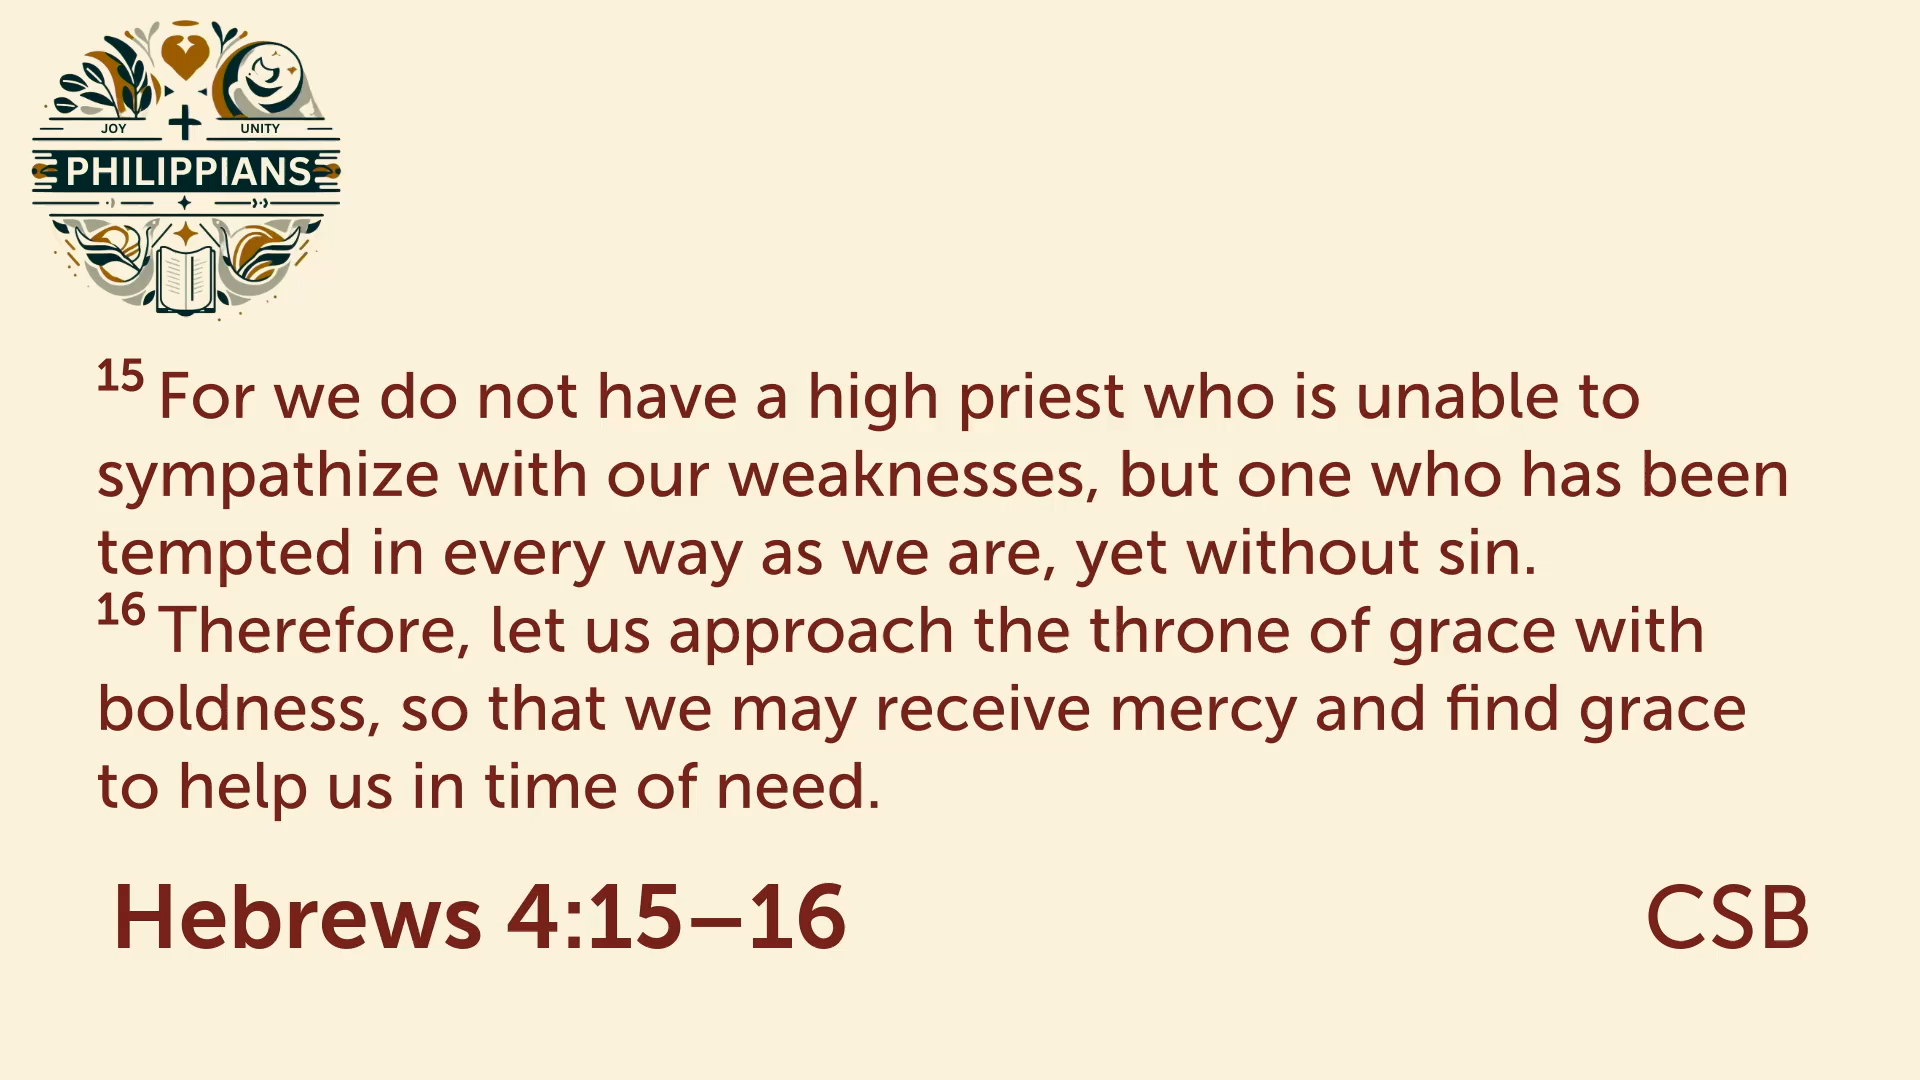 JOY UNITY
PHILIPPIANS
15 For we do not have a high priest who is unable to
sympathize with our weaknesses, but one who has been
tempted in every way as we are, yet without sin.
16 Therefore, let us approach the throne of grace with
boldness, so that we may receive mercy and find grace
to help us in time of need.
Hebrews 4:15–16 CSB